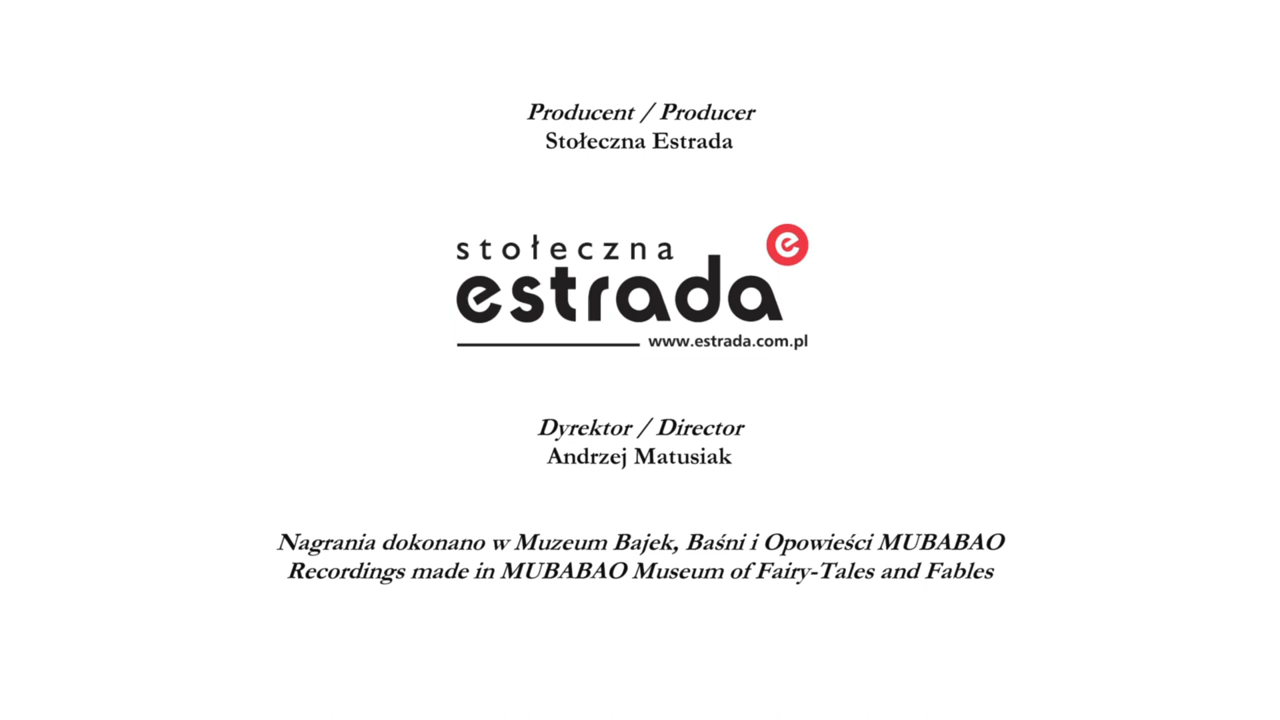 Producent / Producer
Stołeczna Estrada
stołeczna
e
estrada
www.estrada.com.pl
Dyrektor / Director
Andrzej Matusiak
Nagrania dokonano w Muzeum Bajek, Baśni i Opowieści MUBABAO
Recordings made in MUBABAO Museum of Fairy-Tales and Fables